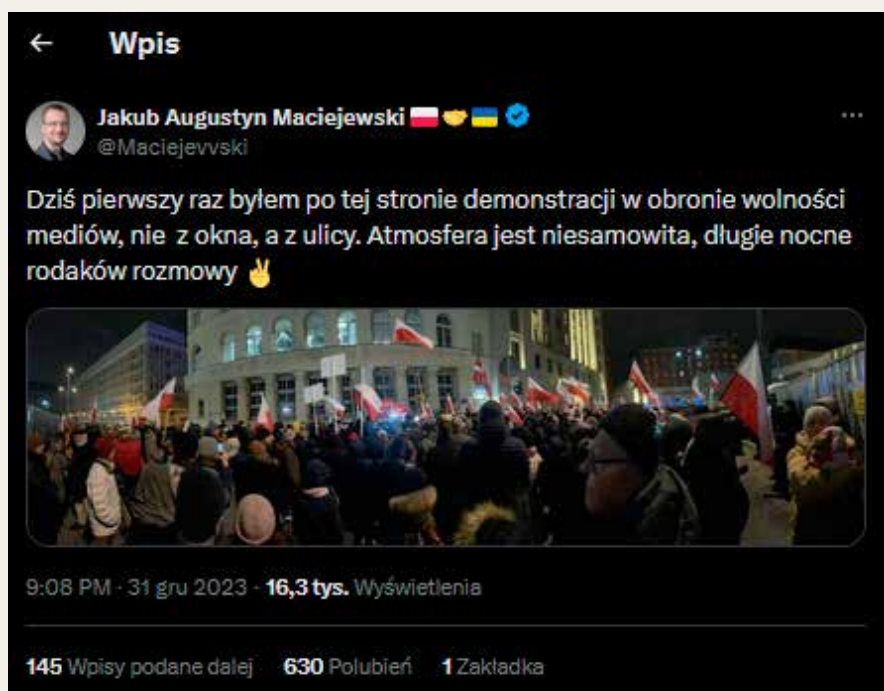 Wpis
Jakub Augustyn Maciejewski
@Maciejevvski
Dziś pierwszy raz byłem po tej stronie demonstracji w obronie wolności
mediów, nie z okna, a z ulicy. Atmosfera jest niesamowita, długie nocne
rodaków rozmowy ✌️
9:08 PM · 31 gru 2023 · 16,3 tys. Wyświetlenia
145 Wpisy podane dalej 630 Polubień 1 Zakładka